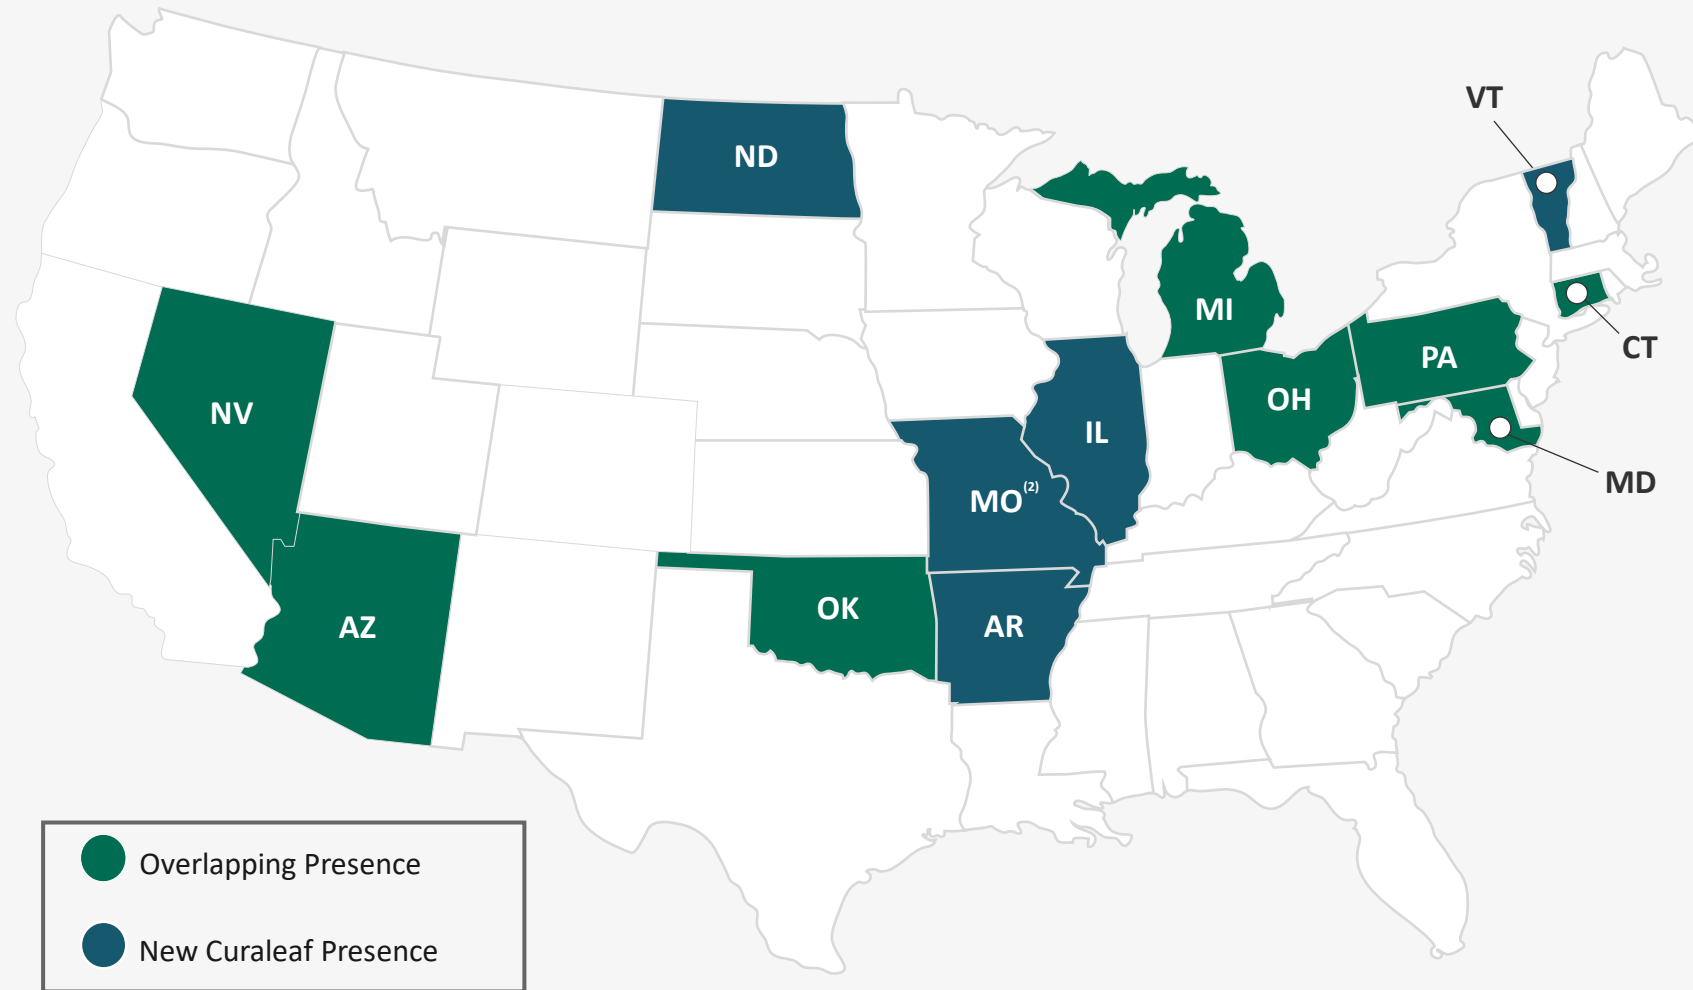 VT
ND
MI
CT
PA
OH
NV
IL
MD
MO(2)
OK
AR
AZ
Overlapping Presence
New Curaleaf Presence